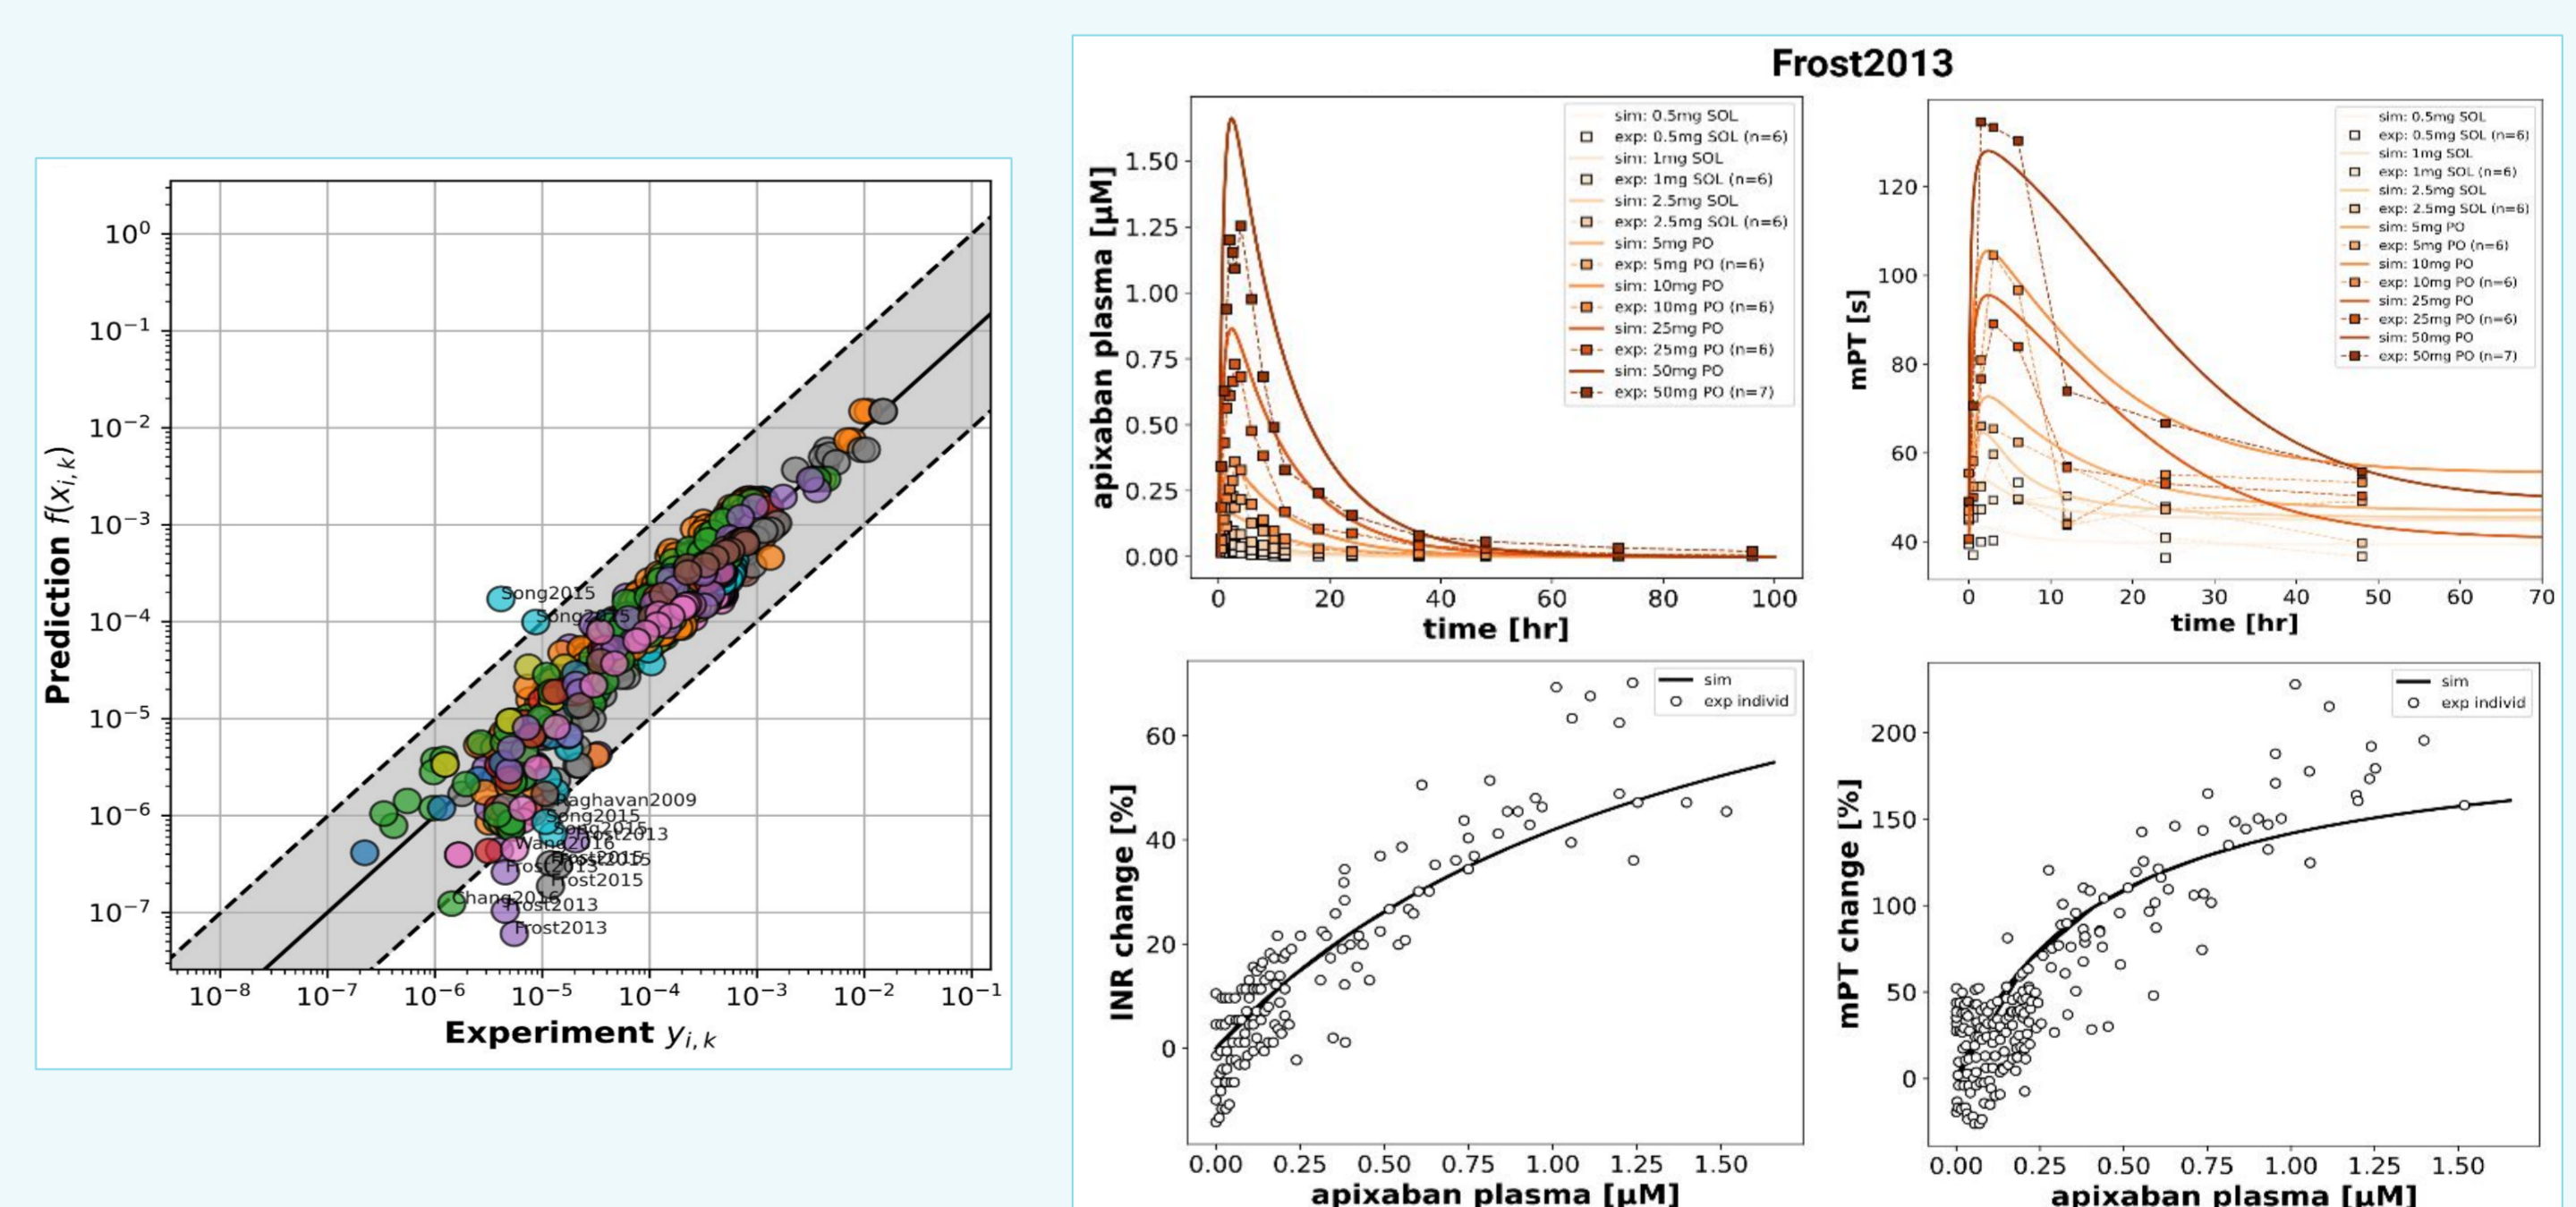 Prediction f(x_{i,k})
10⁰
10⁻¹
10⁻²
10⁻³
10⁻⁴
10⁻⁵
10⁻⁶
10⁻⁷
Song2015
Song2015
Raghavan2009
Song2015
Song2015
Frost2013
Wang2016
Frost2015
Frost2015
Frost2013
Frost2015
Chang2016
Frost2013
Frost2013
10⁻⁸ 10⁻⁷ 10⁻⁶ 10⁻⁵ 10⁻⁴ 10⁻³ 10⁻² 10⁻¹
Experiment y_{i,k}
Frost2013
apixaban plasma [µM]
1.50
1.25
1.00
0.75
0.50
0.25
0.00
sim: 0.5mg SOL
exp: 0.5mg SOL (n=6)
sim: 1mg SOL
exp: 1mg SOL (n=6)
sim: 2.5mg SOL
exp: 2.5mg SOL (n=6)
sim: 5mg PO
exp: 5mg PO (n=6)
sim: 10mg PO
exp: 10mg PO (n=6)
sim: 25mg PO
exp: 25mg PO (n=6)
sim: 50mg PO
exp: 50mg PO (n=7)
0 20 40 60 80 100
time [hr]
mPT [s]
120
100
80
60
40
sim: 0.5mg SOL
exp: 0.5mg SOL (n=6)
sim: 1mg SOL
exp: 1mg SOL (n=6)
sim: 2.5mg SOL
exp: 2.5mg SOL (n=6)
sim: 5mg PO
exp: 5mg PO (n=6)
sim: 10mg PO
exp: 10mg PO (n=6)
sim: 25mg PO
exp: 25mg PO (n=6)
sim: 50mg PO
exp: 50mg PO (n=7)
0 10 20 30 40 50 60 70
time [hr]
INR change [%]
60
40
20
0
sim
exp individ
0.00 0.25 0.50 0.75 1.00 1.25 1.50
apixaban plasma [µM]
mPT change [%]
200
150
100
50
0
sim
exp individ
0.00 0.25 0.50 0.75 1.00 1.25 1.50
apixaban plasma [µM]